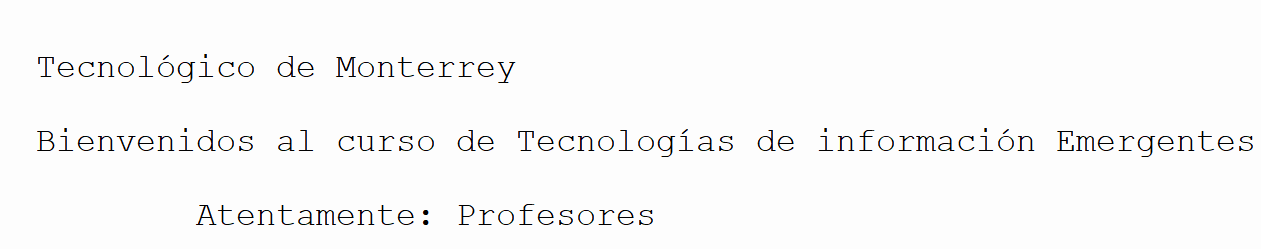 Tecnológico de Monterrey
Bienvenidos al curso de Tecnologías de información Emergentes
Atentamente: Profesores